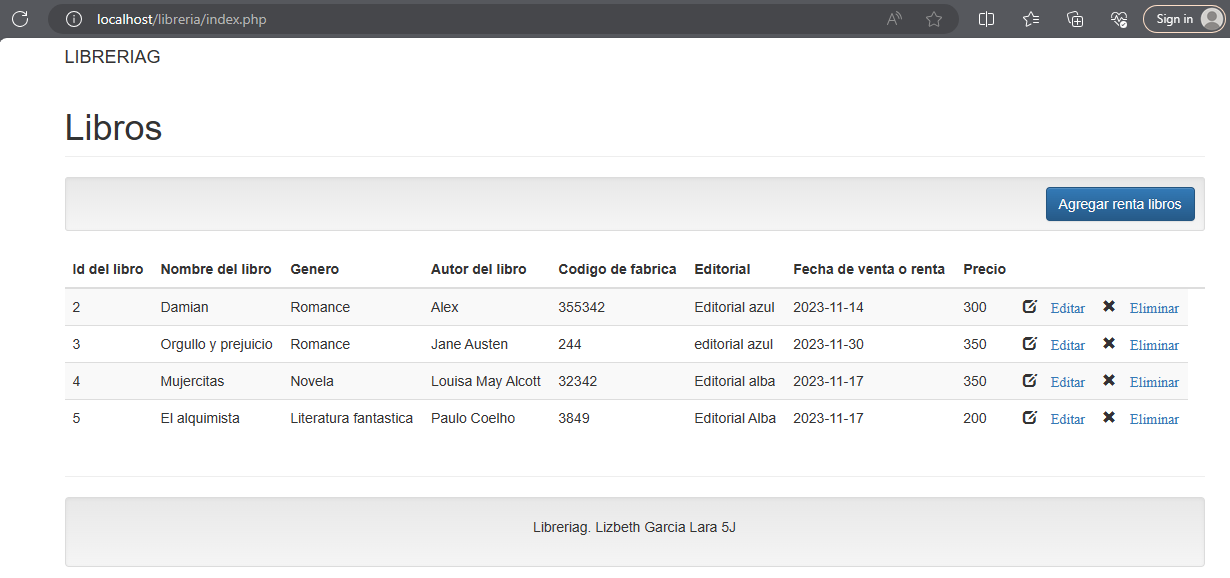 localhost/libreria/index.php
Sign in
LIBRERIAG
Libros
Agregar renta libros
Id del libro Nombre del libro Genero Autor del libro Codigo de fabrica Editorial Fecha de venta o renta Precio
2 Damian Romance Alex 355342 Editorial azul 2023-11-14 300 Editar Eliminar
3 Orgullo y prejuicio Romance Jane Austen 244 editorial azul 2023-11-30 350 Editar Eliminar
4 Mujercitas Novela Louisa May Alcott 32342 Editorial alba 2023-11-17 350 Editar Eliminar
5 El alquimista Literatura fantastica Paulo Coelho 3849 Editorial Alba 2023-11-17 200 Editar Eliminar
Libreriag. Lizbeth Garcia Lara 5J